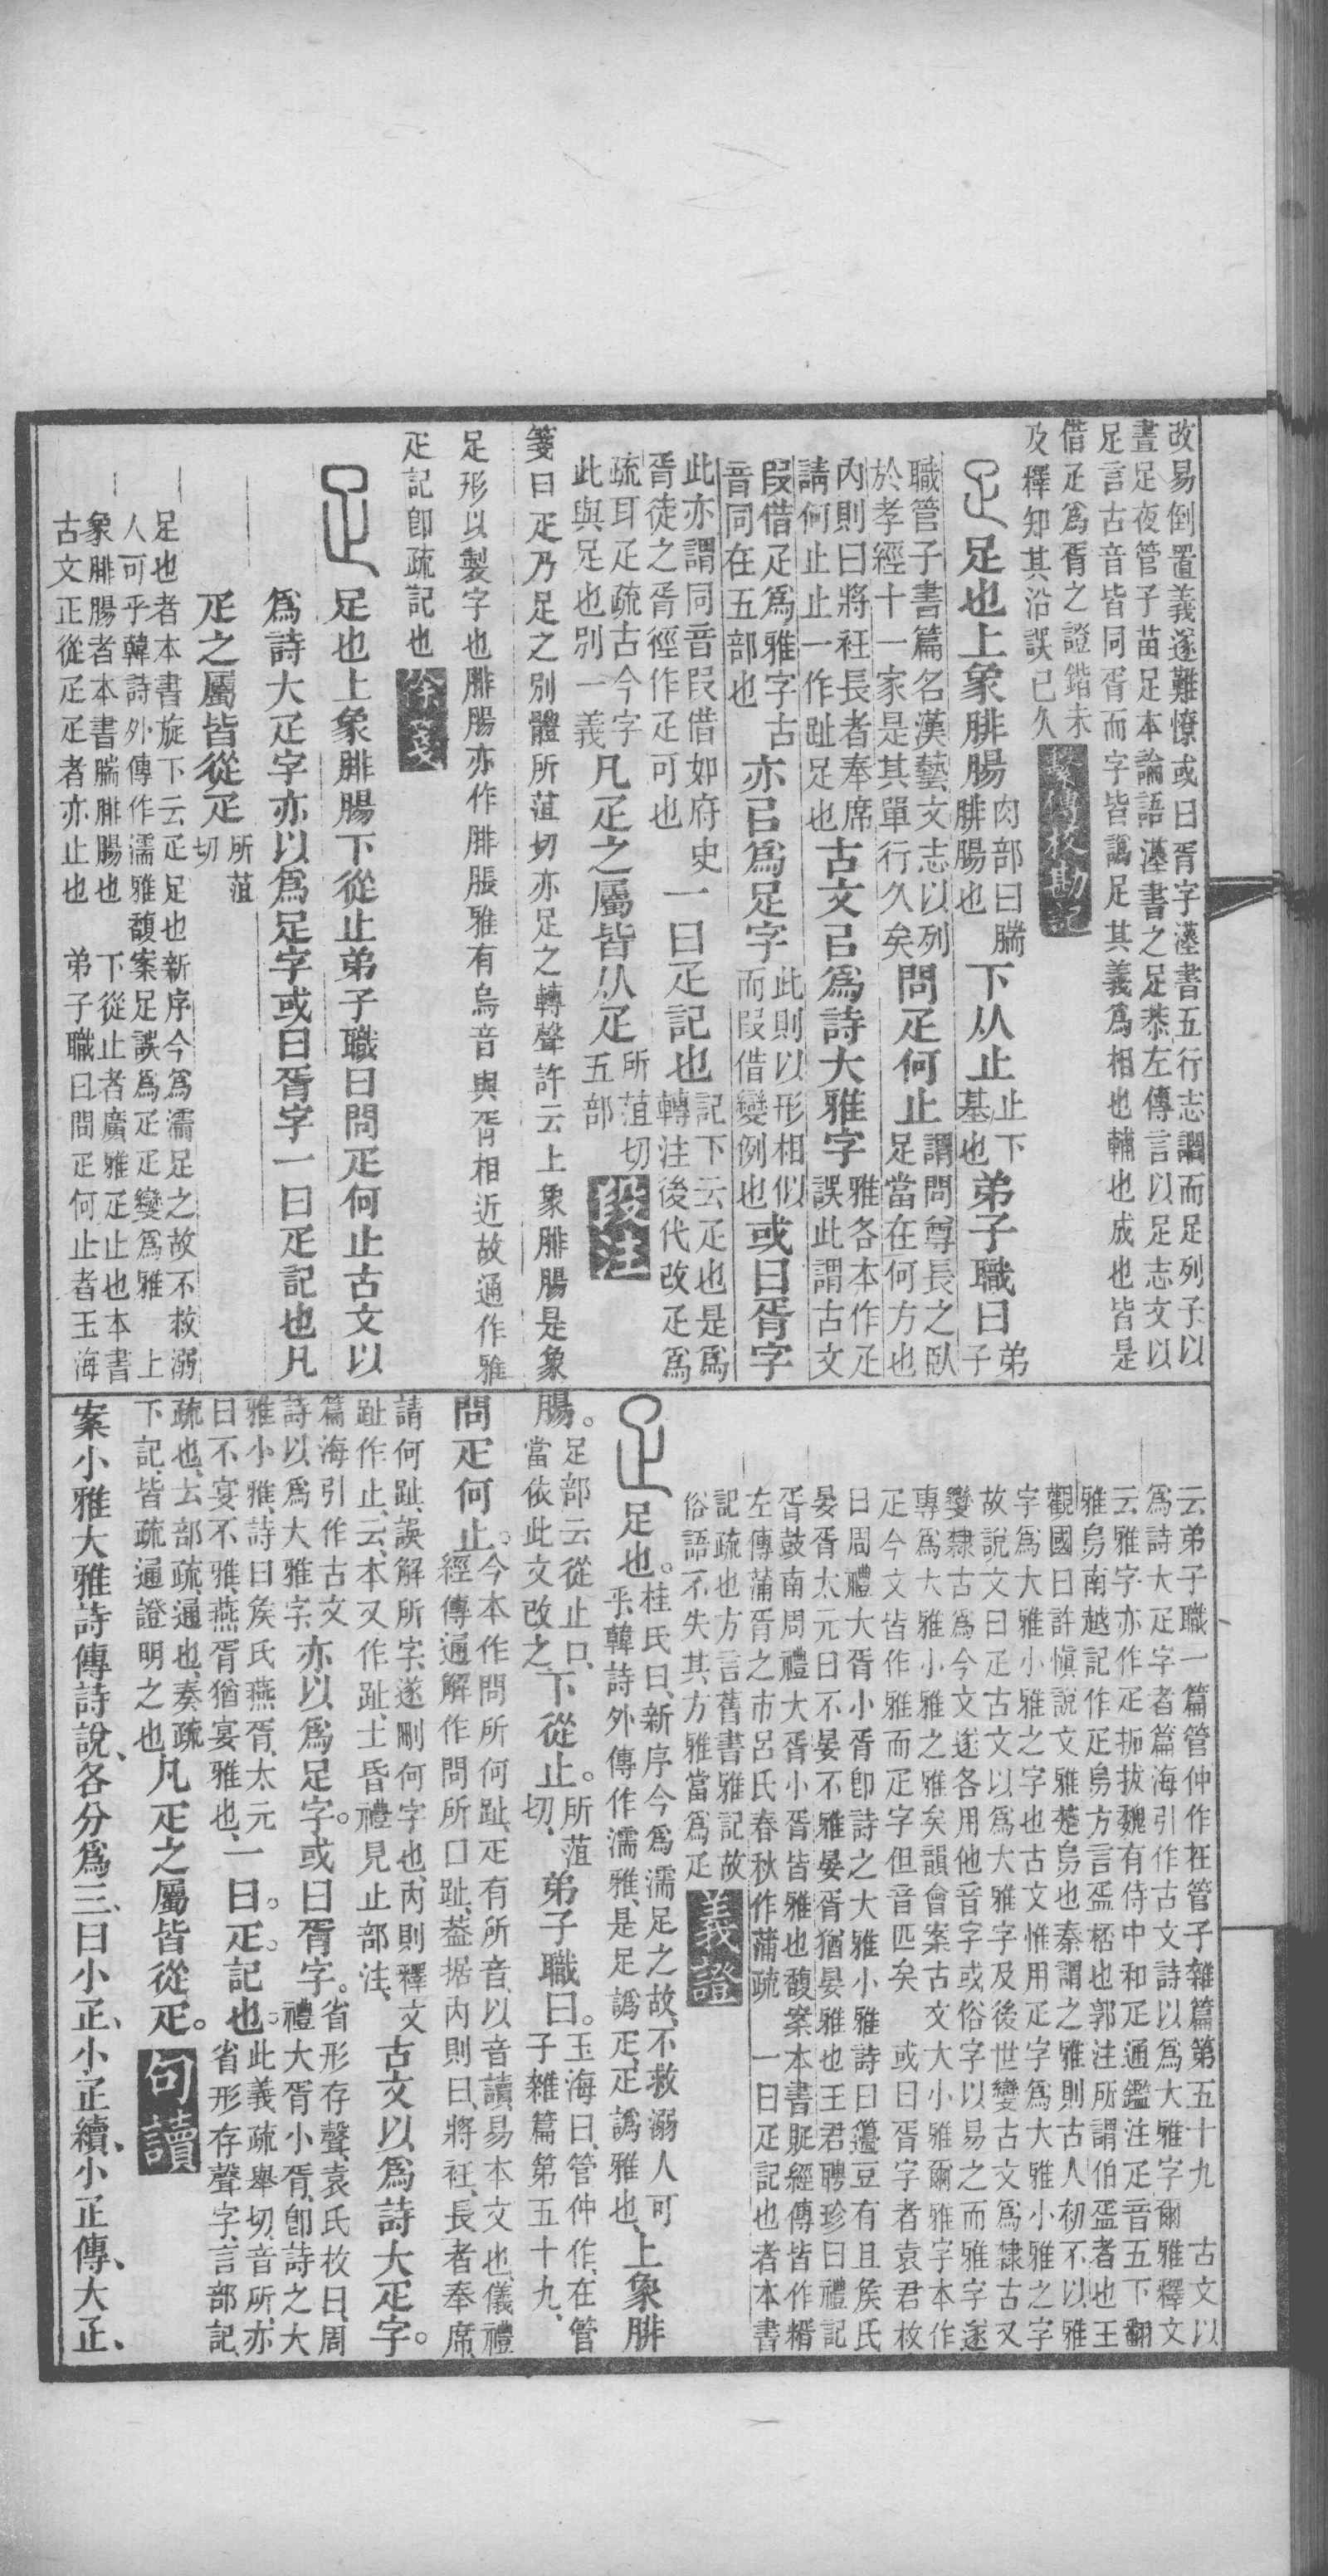 改易倒置義遂難憭或曰胥字漢書五行志謂而足列子以
晝足夜管子苗足本論語漢書之足恭左傳言以足志文以
足言古音皆同胥而字皆譌足其義爲相也輔也成也皆是
借疋爲胥之證鍇未
及釋知其沿誤已久 繫傳校勘記
足也上象腓腸 肉部曰腨腓腸也 下从止 止下基也 弟子職曰 弟子
職管子書篇名漢藝文志以列於孝經十一家是其單行久矣 問疋何止 謂問尊長之臥足當在何方也
內則曰將衽長者奉席請何止止一作趾足也 古文㠯爲詩大雅字 雅各本作疋誤此謂古文
叚借疋爲雅字古音同在五部也 亦㠯爲足字 此則以形相似而叚借變例也 或曰胥字
此亦謂同音叚借如府史胥徒之胥徑作疋可也 一曰疋記也 記下云疋也是爲轉注後代改疋爲
疏耳疋疏古今字此與足也別一義 凡疋之屬皆从疋 所菹切五部 段注
箋曰疋乃足之別體所菹切亦足之轉聲許云上象腓腸是象
足形以製字也腓腸亦作腓脹雅有烏音與胥相近故通作雅
疋記卽疏記也 徐箋
足也上象腓腸下從止弟子職曰問疋何止古文以
爲詩大疋字亦以爲足字或曰胥字一曰疋記也凡
疋之屬皆從疋 所菹切
足也者本書旋下云疋足也新序今爲濡足之故不救溺
人可乎韓詩外傳作濡雅馥案足誤爲疋疋變爲雅 上
象腓腸者本書腨腓腸也 下從止者廣雅疋止也本書
古文正從疋疋者亦止也 弟子職曰問疋何止者玉海
云弟子職一篇管仲作在管子雜篇第五十九 古文以
爲詩大疋字者篇海引作古文詩以爲大雅字爾雅釋文
云雅字亦作疋㧊拔魏有侍中和疋通鑑注疋音五下翻
雅舃南越記作疋舃方言盃㮎也郭注所謂伯盃者也王
觀國曰許愼說文雅楚舃也秦謂之雅則古人初不以雅
字爲大雅小雅之字也古文惟用疋字爲大雅小雅之字
故說文曰疋古文以爲大雅字及後世變古文爲隸古又
變隸古爲今文遂各用他音字或俗字以易之而雅字遂
專爲大雅小雅之雅矣韻會案古文大小雅爾雅字本作
疋今文皆作雅而疋字但音匹矣 或曰胥字者袁君枚
曰周禮大胥小胥卽詩之大雅小雅詩曰籩豆有且矦氏
晏胥太元曰不晏不雅晏胥猶晏雅也王君聘珍曰禮記
胥鼓南周禮大胥小胥皆雅也馥案本書䟽經傳皆作糈
左傳蒲胥之市呂氏春秋作蒲疏 一曰疋記也者本書
記疏也方言舊書雅記故
俗語不失其方雅當爲疋 義證
足也。 桂氏曰、新序今爲濡足之故、不救溺人可乎、韓詩外傳作濡雅、是足譌疋、疋譌雅也、 上象腓
腸。 足部云從止口、當依此文改之、 下從止。 所菹切、 弟子職曰。 玉海曰、管仲作、在管子雜篇第五十九、
問疋何止。 今本作問所何趾、疋有所音、以音讀易本文也、儀禮經傳通解作問所口趾、葢据內則曰、將衽、長者奉席、
請何趾、誤解所字、遂刪何字也、內則釋文趾作止、云、本又作趾、士昏禮見止部注、 古文以爲詩大疋字。
篇海引作古文詩以爲大雅字、 亦以爲足字。或曰胥字。 省形存聲、袁氏枚曰、周禮大胥小胥、卽詩之大
雅小雅、詩曰矦氏燕胥、太元曰不宴不雅、燕胥猶宴雅也、 一曰。疋。記也。 此義疏舉切、音所、亦省形存聲字、言部記、
疏也、𠫓部疏、通也、奏疏下記、皆疏通證明之也 凡疋之屬皆從疋。 句讀
案小雅大雅詩傳詩說、各分爲三、曰小疋、小疋續、小疋傳、大疋、